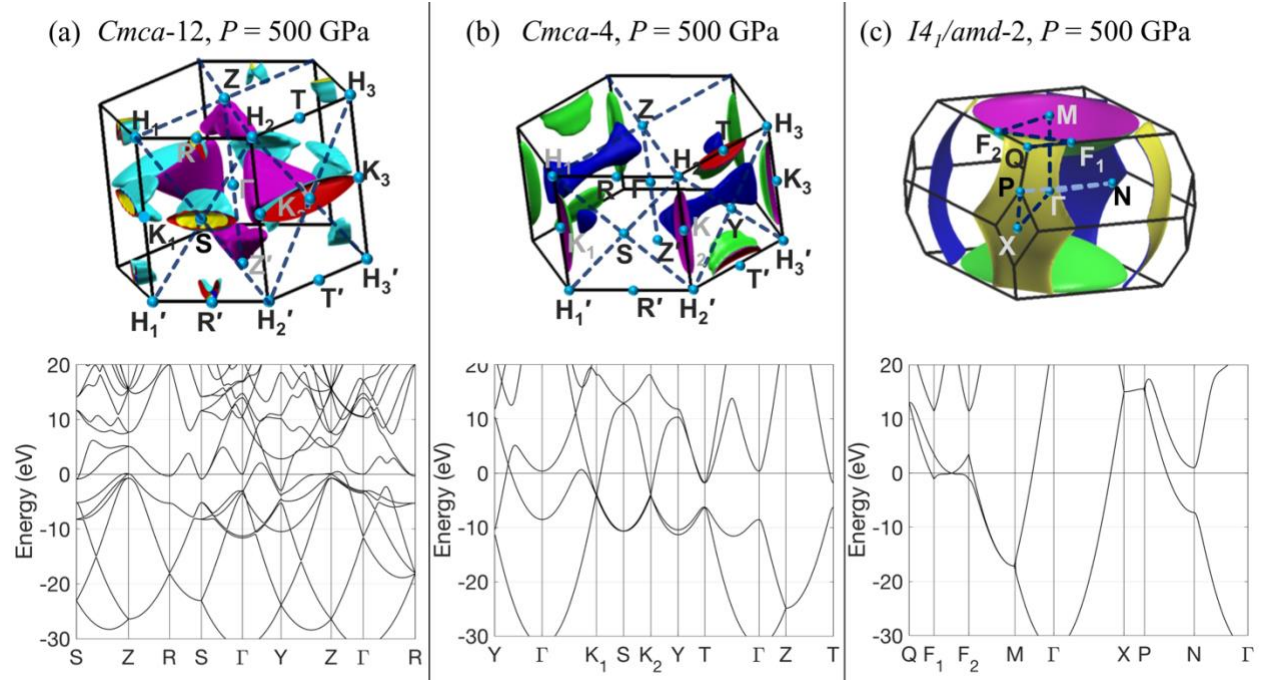 (a) Cmca-12, P = 500 GPa
Z
H3
T
H1
H2
R
Γ
K3
Y
K2
K1
S
Z′
H3′
T′
H1′
R′
H2′
20
10
0
-10
-20
-30
Energy (eV)
S Z R S Γ Y Z Γ R
(b) Cmca-4, P = 500 GPa
Z
H3
T
H1
H2
R
Γ
K3
K1
K2
S
Z
Y
H3′
T′
H1′
R′
H2′
20
10
0
-10
-20
-30
Energy (eV)
Y Γ K1 S K2 Y T Γ Z T
(c) I41/amd-2, P = 500 GPa
M
F2
Q
F1
P
Γ
N
X
20
10
0
-10
-20
-30
Energy (eV)
Q F1 F2 M Γ X P N Γ